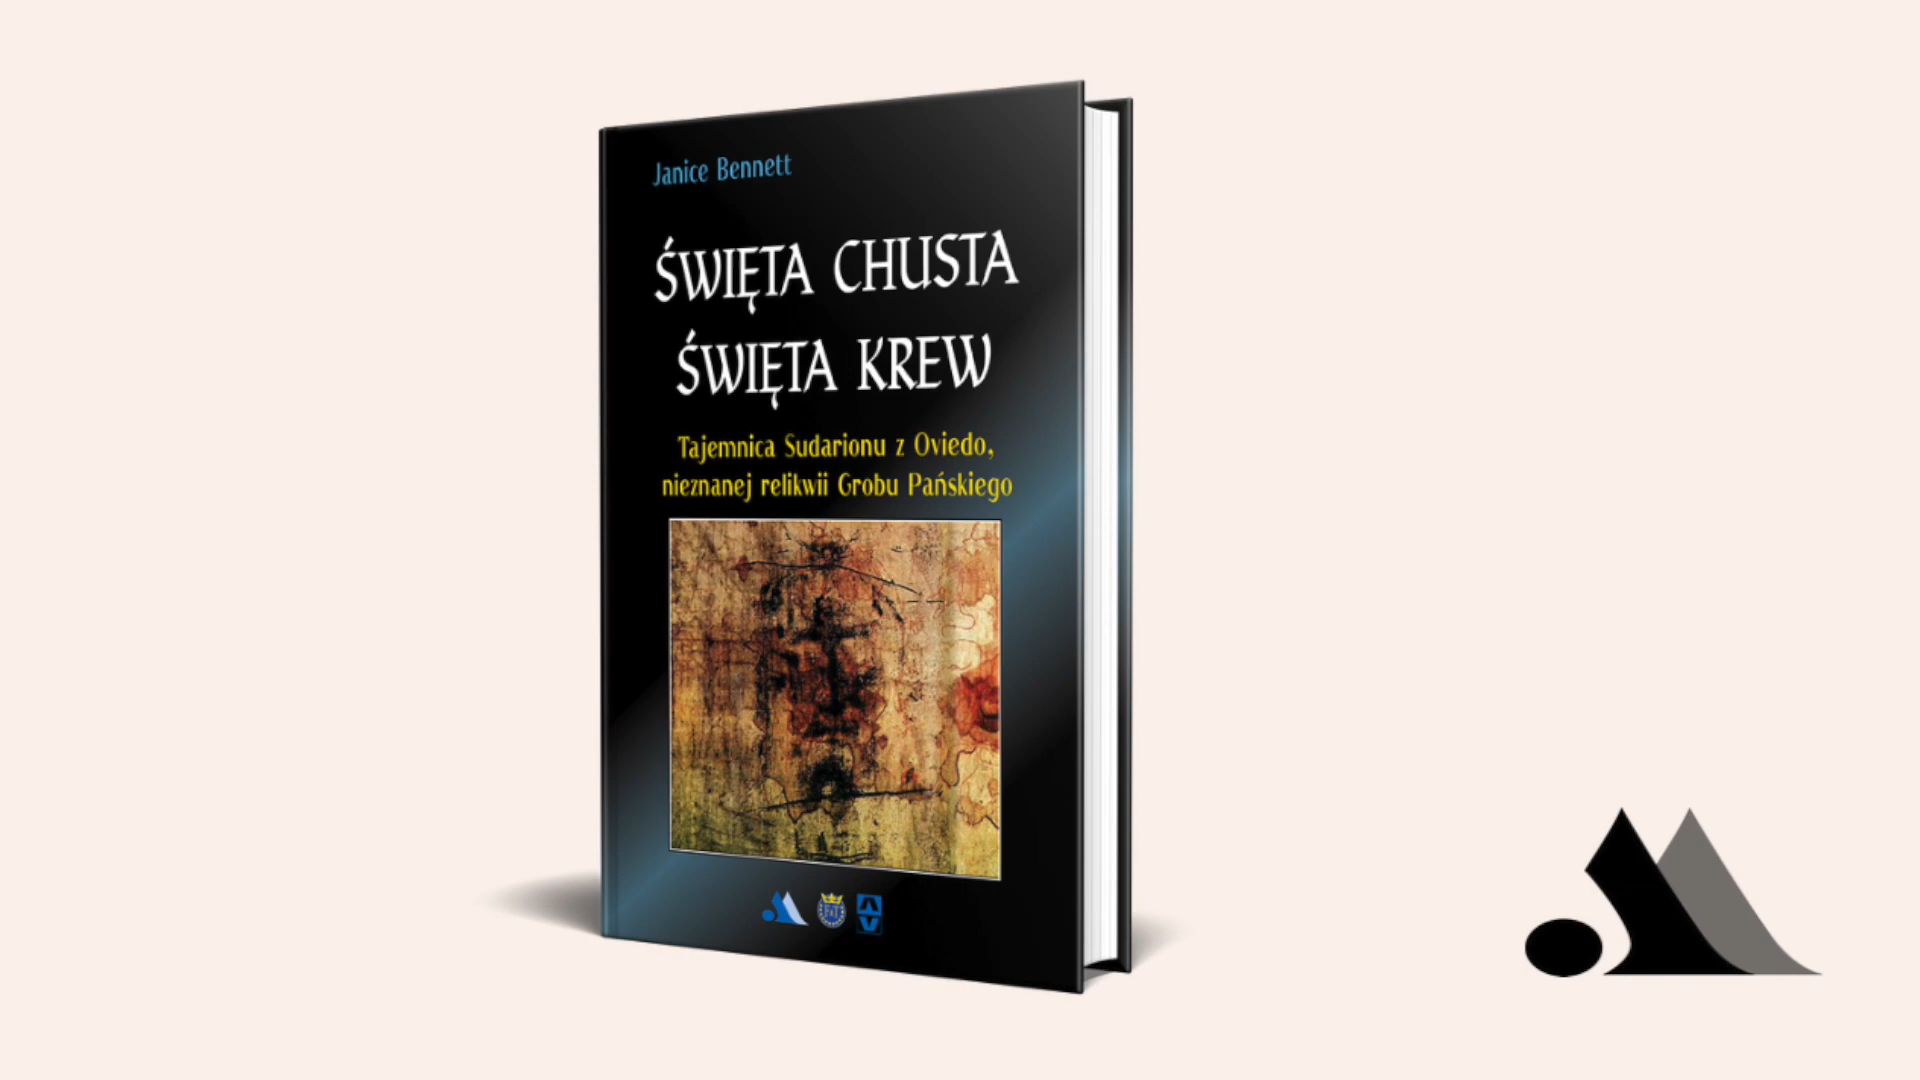 Janice Bennett
ŚWIĘTA CHUSTA
ŚWIĘTA KREW
Tajemnica Sudarionu z Oviedo,
nieznanej relikwii Grobu Pańskiego